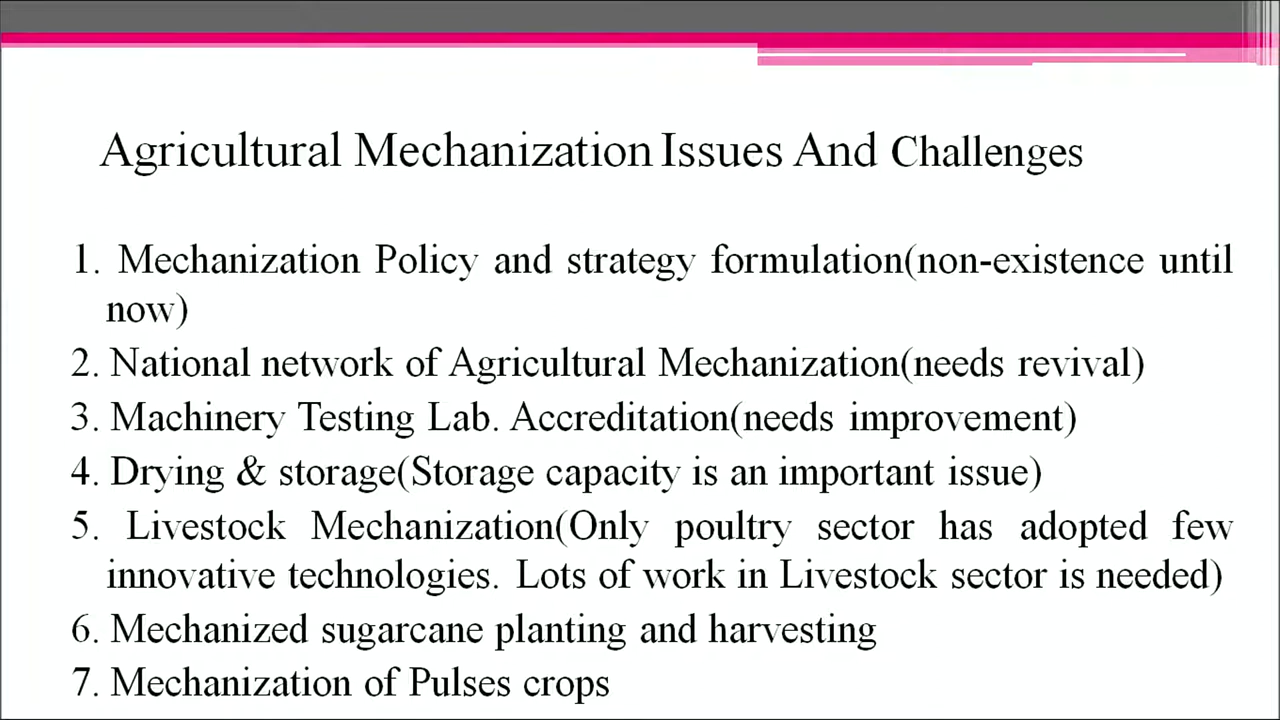 Agricultural Mechanization Issues And Challenges
1. Mechanization Policy and strategy formulation(non-existence until
now)
2. National network of Agricultural Mechanization(needs revival)
3. Machinery Testing Lab. Accreditation(needs improvement)
4. Drying & storage(Storage capacity is an important issue)
5. Livestock Mechanization(Only poultry sector has adopted few
innovative technologies. Lots of work in Livestock sector is needed)
6. Mechanized sugarcane planting and harvesting
7. Mechanization of Pulses crops